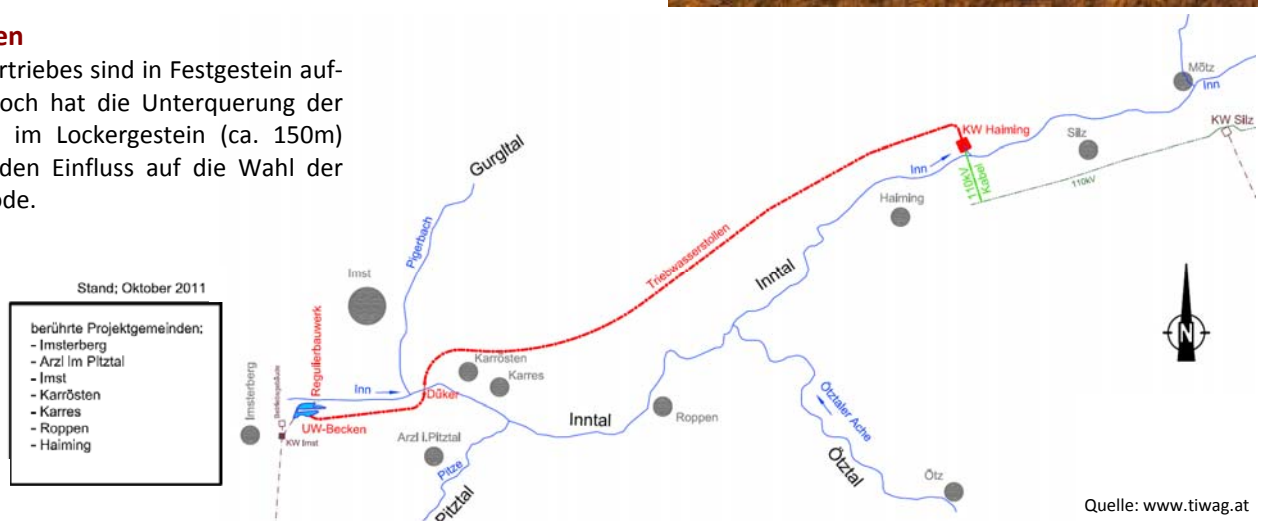 en
rtriebes sind in Festgestein auf-
och hat die Unterquerung der
im Lockergestein (ca. 150m)
den Einfluss auf die Wahl der
ode.
Stand; Oktober 2011
berührte Projektgemeinden:
- Imsterberg
- Arzl im Pitztal
- Imst
- Karrösten
- Karres
- Roppen
- Haiming
Imsterberg
KW Imst
Regulierbauwerk
UW-Becken
Inn
Imst
Pigerbach
Gurgltal
Düker
Karrösten
Karres
Arzl i.Pitztal
Pitze
Pitztal
Inntal
Roppen
Triebwasserstollen
Inntal
Ötztaler Ache
Ötztal
Ötz
Haiming
Inn
KW Haiming
110kV
Kabel
110kV
Silz
KW Silz
Mötz
Inn
N
Quelle: www.tiwag.at